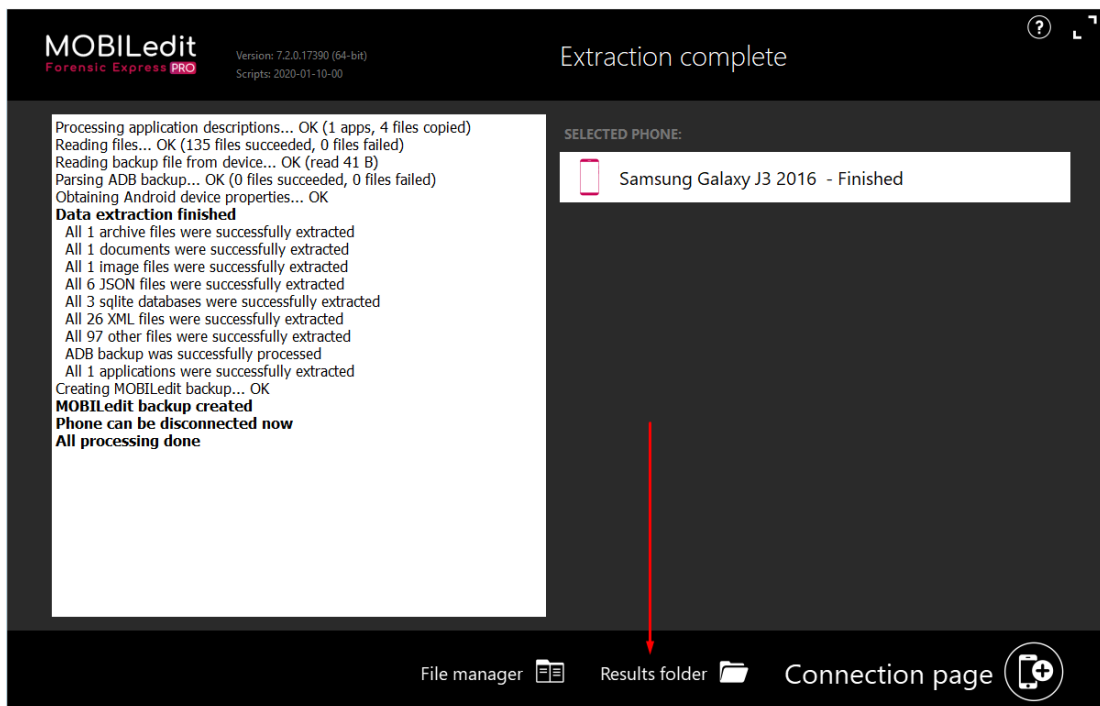 MOBILedit
Forensic Express PRO
Version: 7.2.0.17390 (64-bit)
Scripts: 2020-01-10-00
Extraction complete
?
Processing application descriptions... OK (1 apps, 4 files copied)
Reading files... OK (135 files succeeded, 0 files failed)
Reading backup file from device... OK (read 41 B)
Parsing ADB backup... OK (0 files succeeded, 0 files failed)
Obtaining Android device properties... OK
Data extraction finished
All 1 archive files were successfully extracted
All 1 documents were successfully extracted
All 1 image files were successfully extracted
All 6 JSON files were successfully extracted
All 3 sqlite databases were successfully extracted
All 26 XML files were successfully extracted
All 97 other files were successfully extracted
ADB backup was successfully processed
All 1 applications were successfully extracted
Creating MOBILedit backup... OK
MOBILedit backup created
Phone can be disconnected now
All processing done
SELECTED PHONE:
Samsung Galaxy J3 2016 - Finished
File manager
Results folder
Connection page